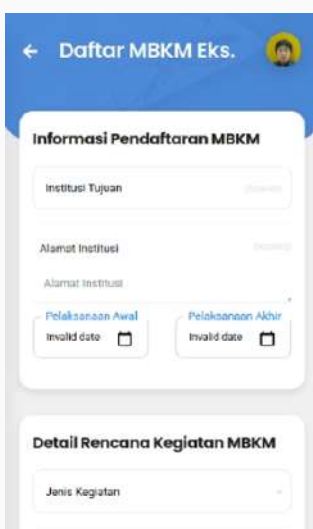 Daftar MBKM Eks.
Informasi Pendaftaran MBKM
Institusi Tujuan
Alamat Institusi
Alamat Institusi
Pelaksanaan Awal Pelaksanaan Akhir
Invalid date Invalid date
Detail Rencana Kegiatan MBKM
Jenis Kegiatan